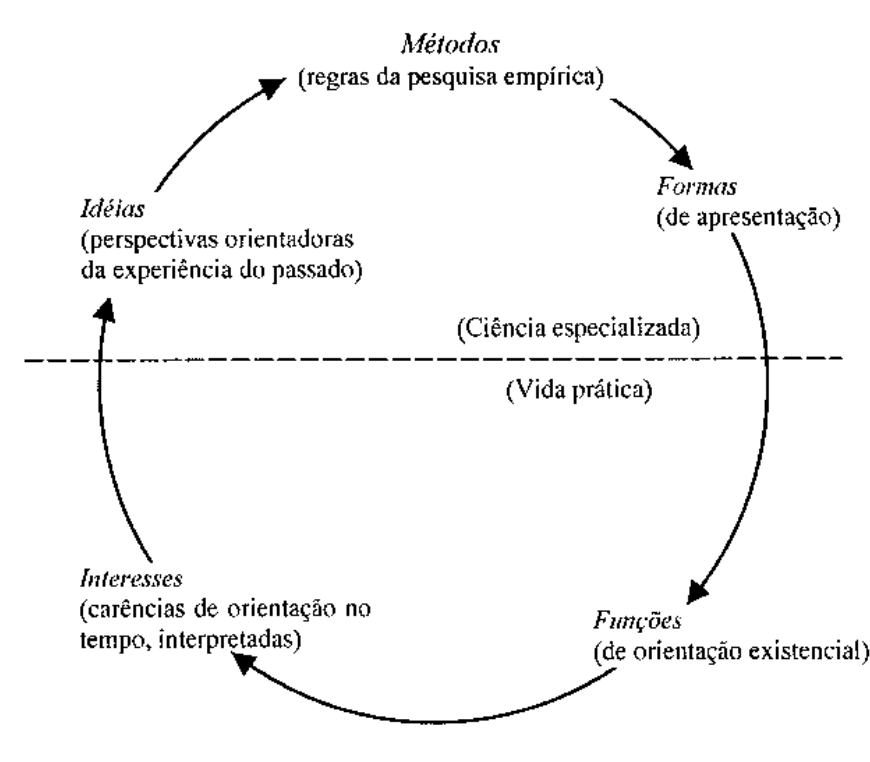 Métodos
(regras da pesquisa empírica)
Formas
(de apresentação)
Idéias
(perspectivas orientadoras
da experiência do passado)
(Ciência especializada)
(Vida prática)
Interesses
(carências de orientação no
tempo, interpretadas)
Funções
(de orientação existencial)